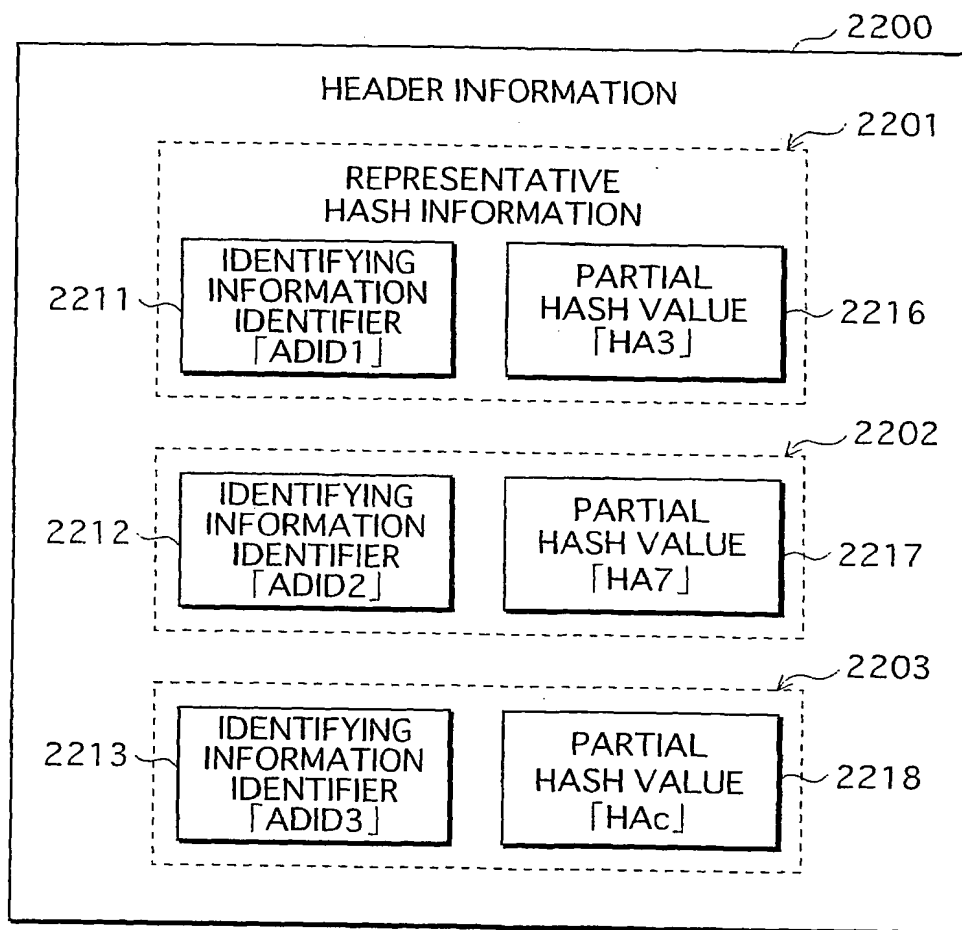 2200
HEADER INFORMATION
2201
REPRESENTATIVE
HASH INFORMATION
2211
IDENTIFYING
INFORMATION
IDENTIFIER
「ADID1」
PARTIAL
HASH VALUE
「HA3」
2216
2202
2212
IDENTIFYING
INFORMATION
IDENTIFIER
「ADID2」
PARTIAL
HASH VALUE
「HA7」
2217
2203
2213
IDENTIFYING
INFORMATION
IDENTIFIER
「ADID3」
PARTIAL
HASH VALUE
「HAc」
2218